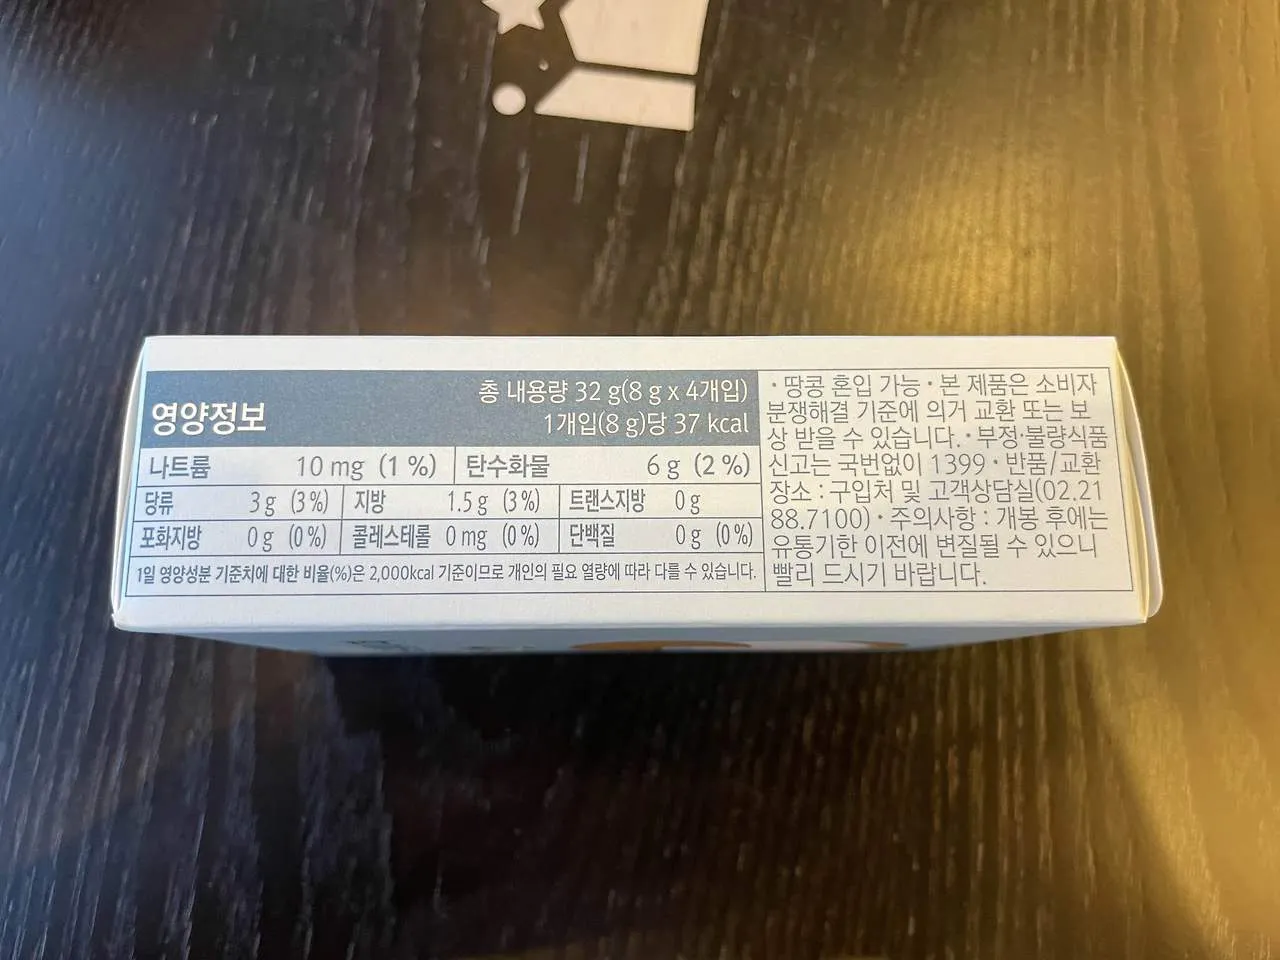 영양정보
총 내용량 32 g(8 g x 4개입)
1개입(8 g)당 37 kcal
나트륨 10 mg (1 %) 탄수화물 6 g (2 %)
당류 3 g (3 %) 지방 1.5 g (3 %) 트랜스지방 0 g
포화지방 0 g (0 %) 콜레스테롤 0 mg (0 %) 단백질 0 g (0 %)
1일 영양성분 기준치에 대한 비율(%)은 2,000kcal 기준이므로 개인의 필요 열량에 따라 다를 수 있습니다.
· 땅콩 혼입 가능 · 본 제품은 소비자
분쟁해결 기준에 의거 교환 또는 보
상 받을 수 있습니다. · 부정·불량식품
신고는 국번없이 1399 · 반품/교환
장소 : 구입처 및 고객상담실(02.21
88.7100) · 주의사항 : 개봉 후에는
유통기한 이전에 변질될 수 있으니
빨리 드시기 바랍니다.